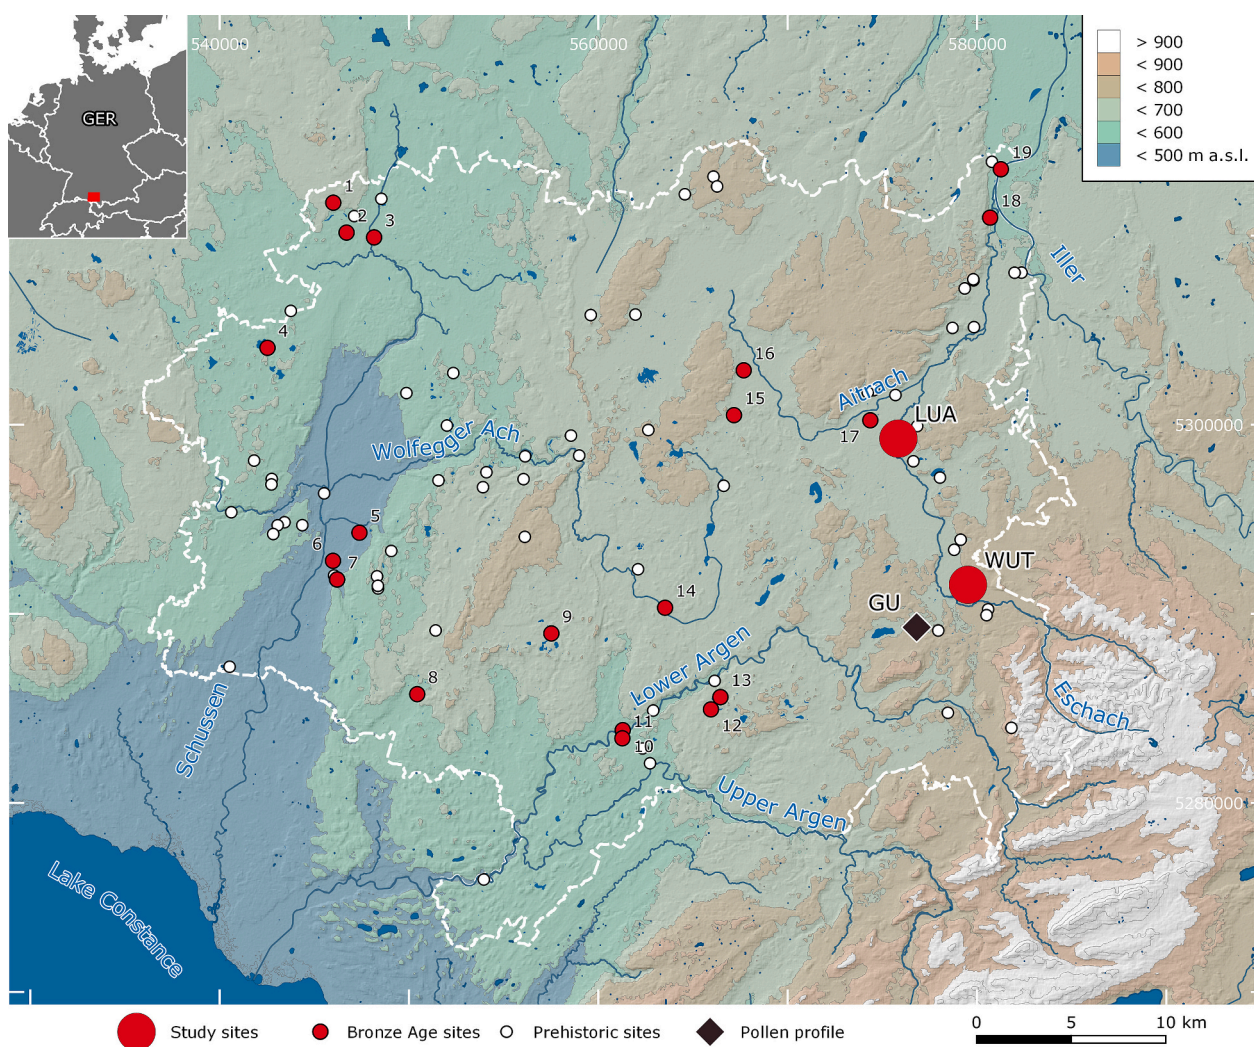 540000
560000
580000
> 900
< 900
< 800
< 700
< 600
< 500 m a.s.l.
GER
19
1
18
2
3
Iller
4
16
Aitrach
15
LUA
17
5300000
Wolfegger Ach
5
6
7
WUT
GU
14
9
Lower Argen
13
8
12
Eschach
11
10
Schussen
Upper Argen
5280000
Lake Constance
Study sites
Bronze Age sites
Prehistoric sites
Pollen profile
0 5 10 km